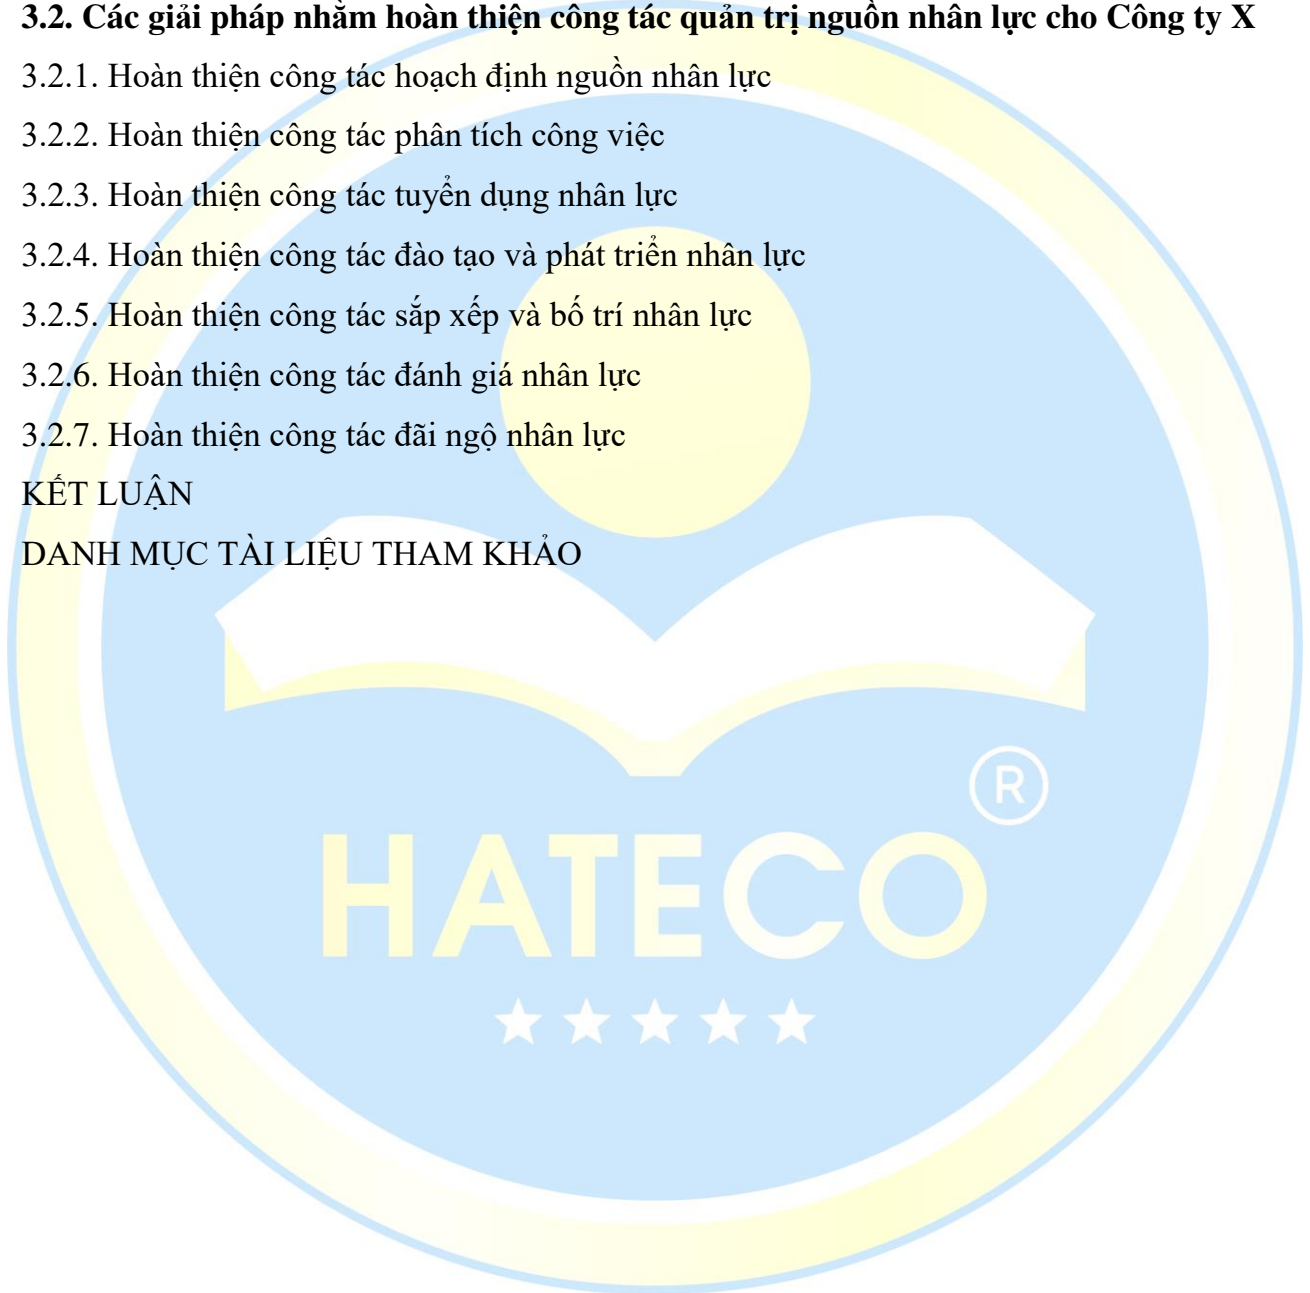 3.2. Các giải pháp nhằm hoàn thiện công tác quản trị nguồn nhân lực cho Công ty X
3.2.1. Hoàn thiện công tác hoạch định nguồn nhân lực
3.2.2. Hoàn thiện công tác phân tích công việc
3.2.3. Hoàn thiện công tác tuyển dụng nhân lực
3.2.4. Hoàn thiện công tác đào tạo và phát triển nhân lực
3.2.5. Hoàn thiện công tác sắp xếp và bố trí nhân lực
3.2.6. Hoàn thiện công tác đánh giá nhân lực
3.2.7. Hoàn thiện công tác đãi ngộ nhân lực
KẾT LUẬN
DANH MỤC TÀI LIỆU THAM KHẢO
®
HATECO